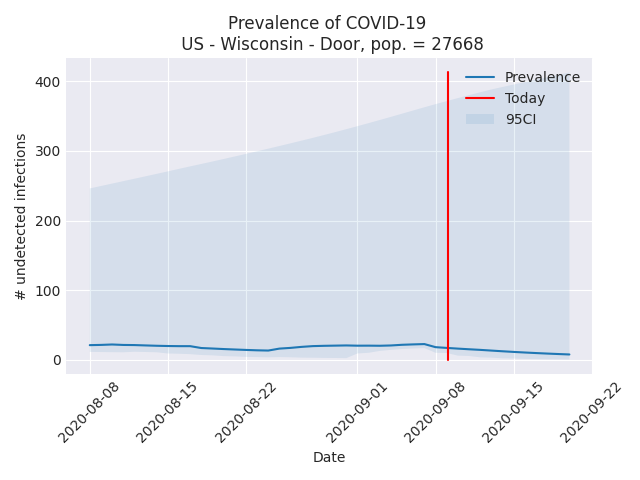 Prevalence of COVID-19
US - Wisconsin - Door, pop. = 27668
Prevalence
Today
95CI
400
300
200
100
0
# undetected infections
2020-08-08
2020-08-15
2020-08-22
2020-09-01
2020-09-08
2020-09-15
2020-09-22
Date